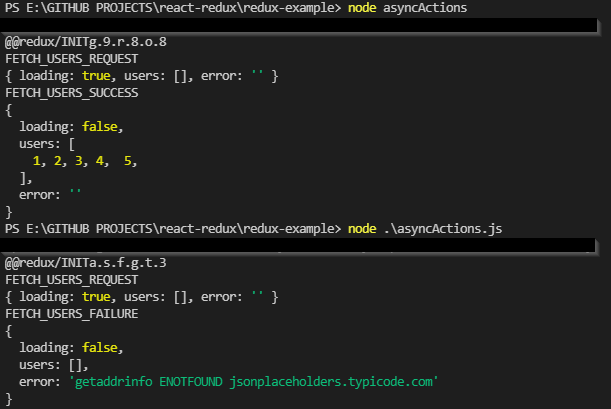 PS E:\GITHUB PROJECTS\react-redux\redux-example> node asyncActions
@@redux/INITg.9.r.8.o.8
FETCH_USERS_REQUEST
{ loading: true, users: [], error: '' }
FETCH_USERS_SUCCESS
{
  loading: false,
  users: [
    1, 2, 3, 4,  5,
  ],
  error: ''
}
PS E:\GITHUB PROJECTS\react-redux\redux-example> node .\asyncActions.js
@@redux/INITa.s.f.g.t.3
FETCH_USERS_REQUEST
{ loading: true, users: [], error: '' }
FETCH_USERS_FAILURE
{
  loading: false,
  users: [],
  error: 'getaddrinfo ENOTFOUND jsonplaceholders.typicode.com'
}